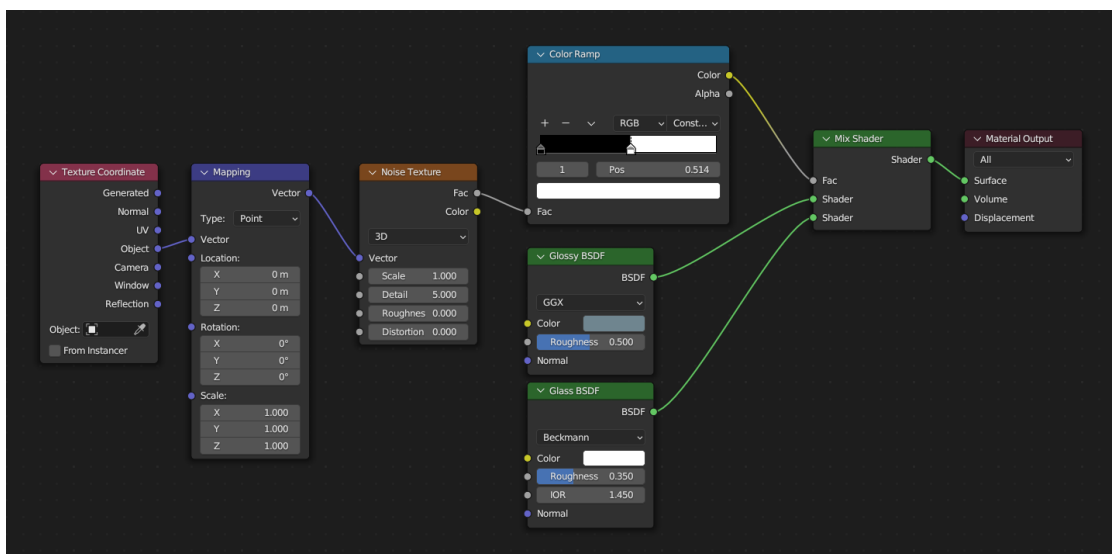 Texture Coordinate
Generated
Normal
UV
Object
Camera
Window
Reflection
Object:
From Instancer
Mapping
Vector
Type: Point
Vector
Location:
X 0 m
Y 0 m
Z 0 m
Rotation:
X 0°
Y 0°
Z 0°
Scale:
X 1.000
Y 1.000
Z 1.000
Noise Texture
Fac
Color
3D
Vector
Scale 1.000
Detail 5.000
Roughnes 0.000
Distortion 0.000
Color Ramp
Color
Alpha
+ − RGB Const...
1 Pos 0.514
Fac
Glossy BSDF
BSDF
GGX
Color
Roughness 0.500
Normal
Glass BSDF
BSDF
Beckmann
Color
Roughness 0.350
IOR 1.450
Normal
Mix Shader
Shader
Fac
Shader
Shader
Material Output
All
Surface
Volume
Displacement